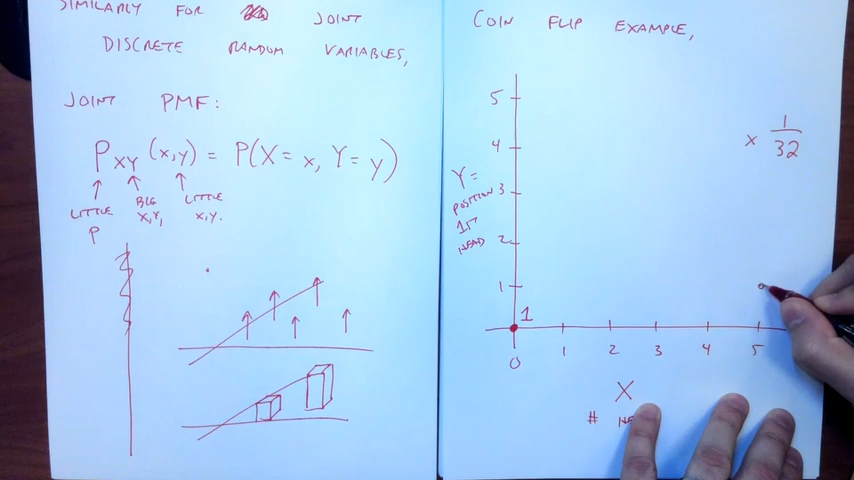 SIMILARLY FOR JOINT
DISCRETE RANDOM VARIABLES,
JOINT PMF:
P_XY (x,y) = P(X = x, Y = y)
LITTLE P
BIG X,Y,
LITTLE x,y.
COIN FLIP EXAMPLE,
x 1/32
5
4
3
2
1
Y =
POSITION
1ST
HEAD
1
0 1 2 3 4 5
X
#